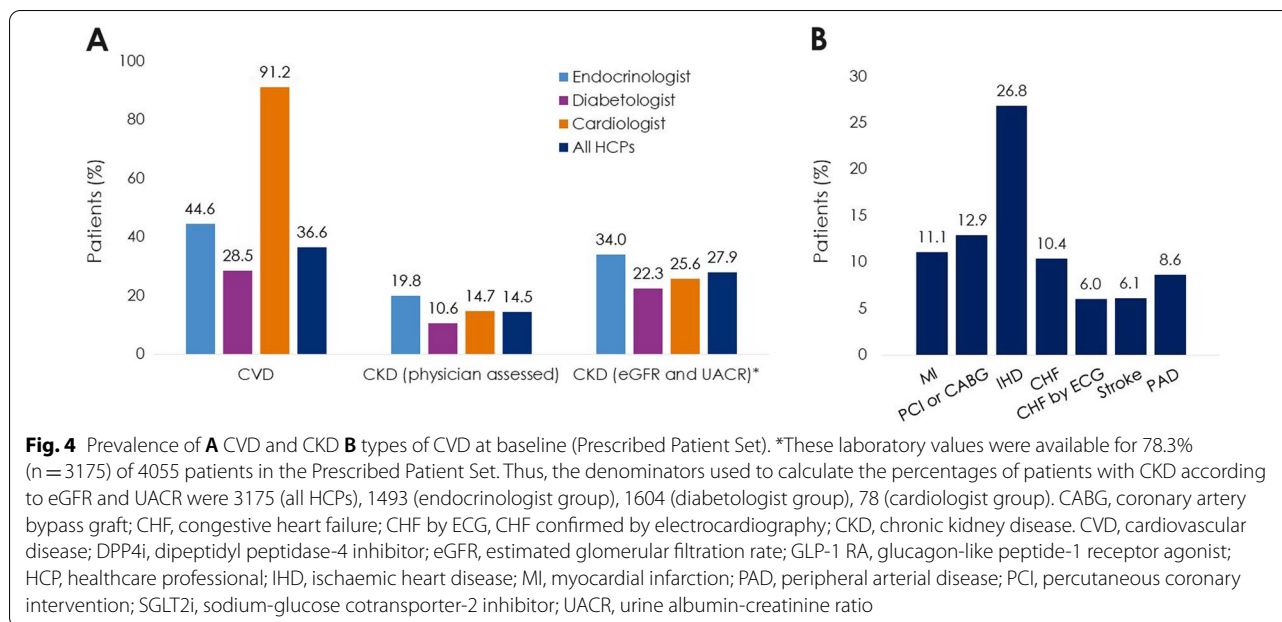 A
B
100
80
60
40
20
0
Patients (%)
Endocrinologist
Diabetologist
Cardiologist
All HCPs
44.6
28.5
91.2
36.6
19.8
10.6
14.7
14.5
34.0
22.3
25.6
27.9
CVD
CKD (physician assessed)
CKD (eGFR and UACR)*
30
25
20
15
10
5
0
Patients (%)
11.1
12.9
26.8
10.4
6.0
6.1
8.6
MI
PCI or CABG
IHD
CHF
CHF by ECG
Stroke
PAD
Fig. 4 Prevalence of A CVD and CKD B types of CVD at baseline (Prescribed Patient Set). *These laboratory values were available for 78.3%
(n = 3175) of 4055 patients in the Prescribed Patient Set. Thus, the denominators used to calculate the percentages of patients with CKD according
to eGFR and UACR were 3175 (all HCPs), 1493 (endocrinologist group), 1604 (diabetologist group), 78 (cardiologist group). CABG, coronary artery
bypass graft; CHF, congestive heart failure; CHF by ECG, CHF confirmed by electrocardiography; CKD, chronic kidney disease. CVD, cardiovascular
disease; DPP4i, dipeptidyl peptidase-4 inhibitor; eGFR, estimated glomerular filtration rate; GLP-1 RA, glucagon-like peptide-1 receptor agonist;
HCP, healthcare professional; IHD, ischaemic heart disease; MI, myocardial infarction; PAD, peripheral arterial disease; PCI, percutaneous coronary
intervention; SGLT2i, sodium-glucose cotransporter-2 inhibitor; UACR, urine albumin-creatinine ratio